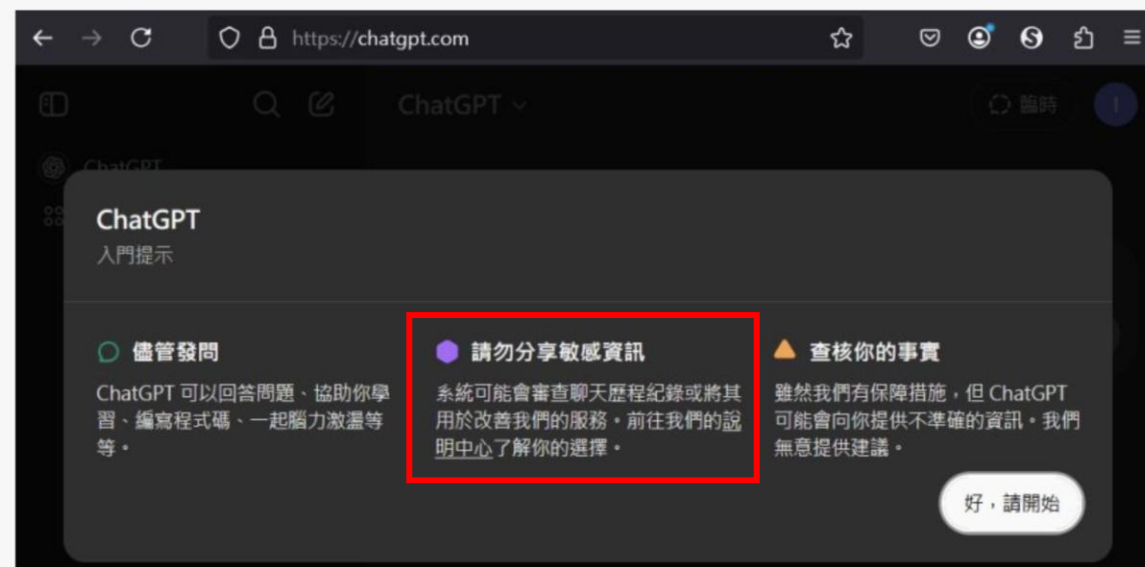 https://chatgpt.com
ChatGPT
臨時
ChatGPT
ChatGPT
入門提示
儘管發問
ChatGPT 可以回答問題、協助你學
習、編寫程式碼、一起腦力激盪等
等。
請勿分享敏感資訊
系統可能會審查聊天歷程紀錄或將其
用於改善我們的服務。前往我們的說
明中心了解你的選擇。
查核你的事實
雖然我們有保障措施，但 ChatGPT
可能會向你提供不準確的資訊。我們
無意提供建議。
好，請開始